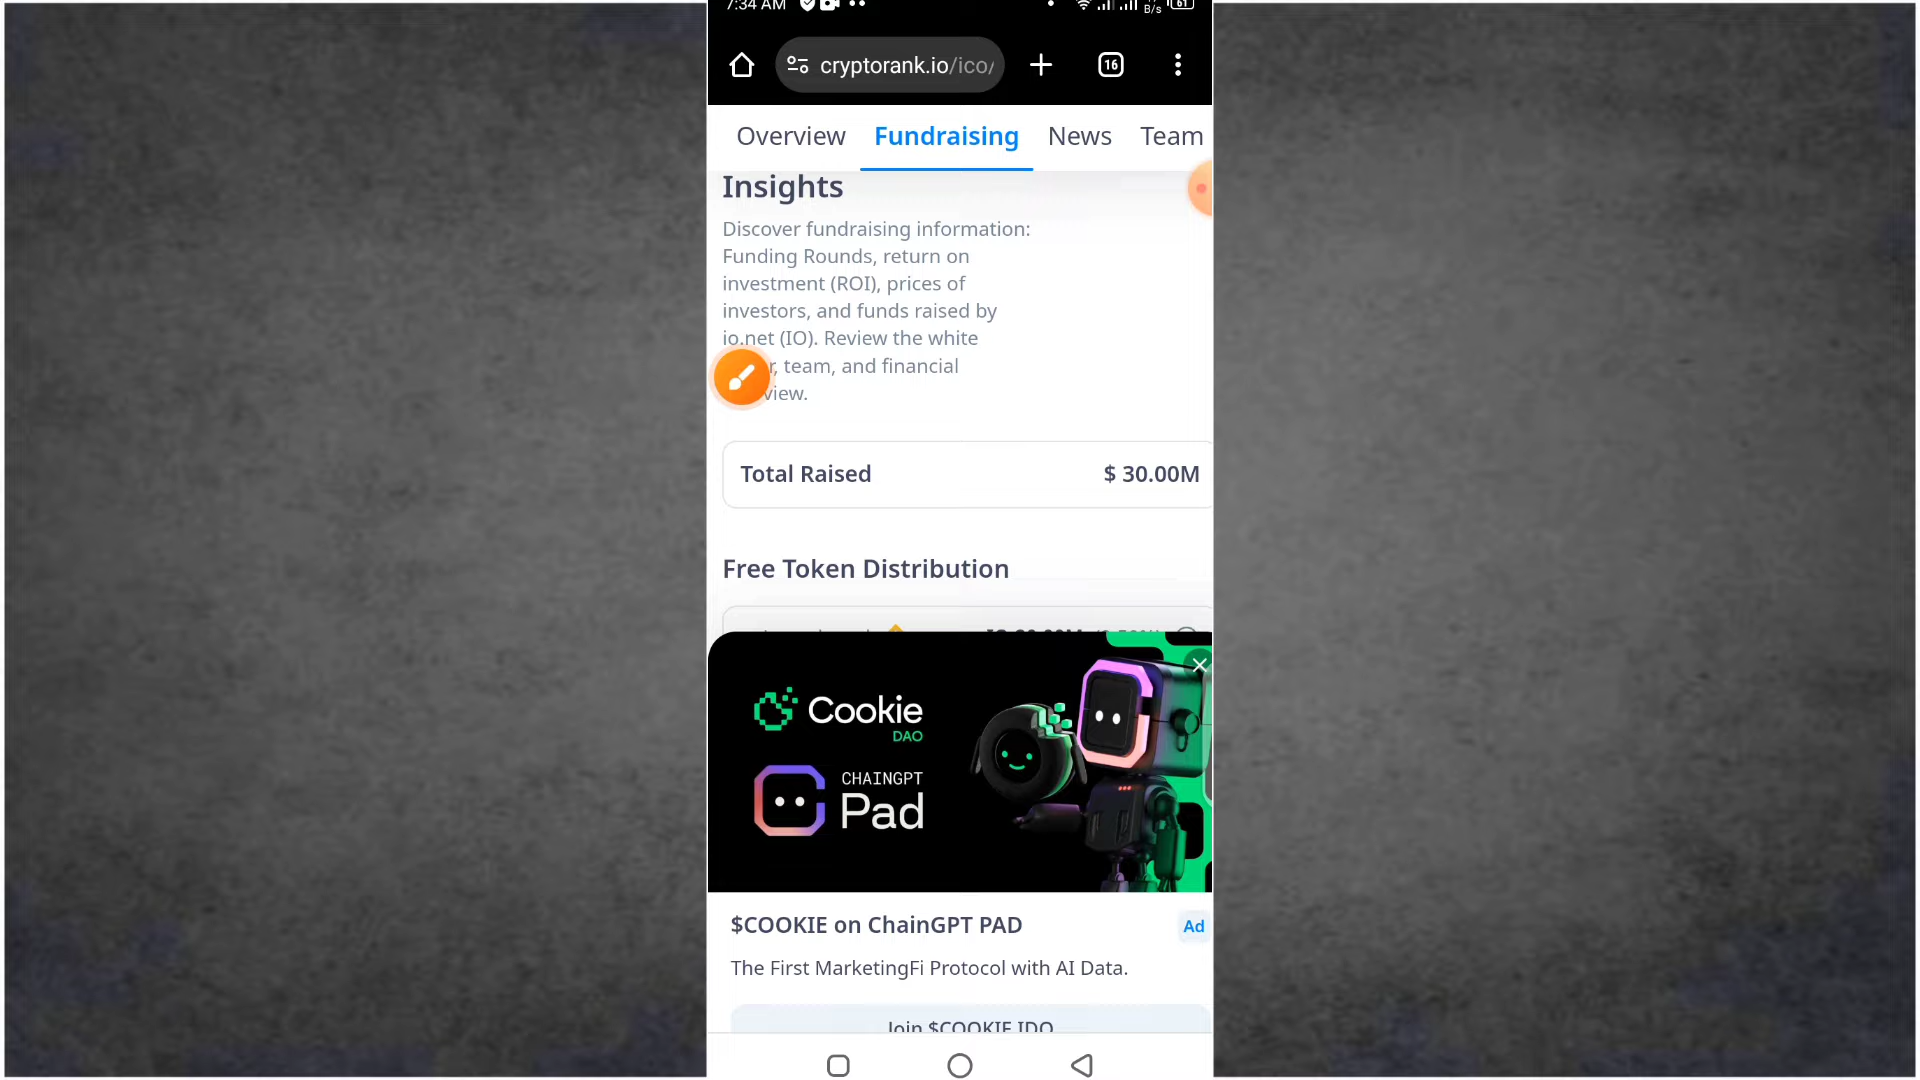 7:34 AM B/s 61
cryptorank.io/ico/ 16
Overview Fundraising News Team
Insights
Discover fundraising information:
Funding Rounds, return on
investment (ROI), prices of
investors, and funds raised by
io.net (IO). Review the white
r, team, and financial
view.
Total Raised $ 30.00M
Free Token Distribution
Cookie
DAO
CHAINGPT
Pad
$COOKIE on ChainGPT PAD Ad
The First MarketingFi Protocol with AI Data.
Join $COOKIE IDO